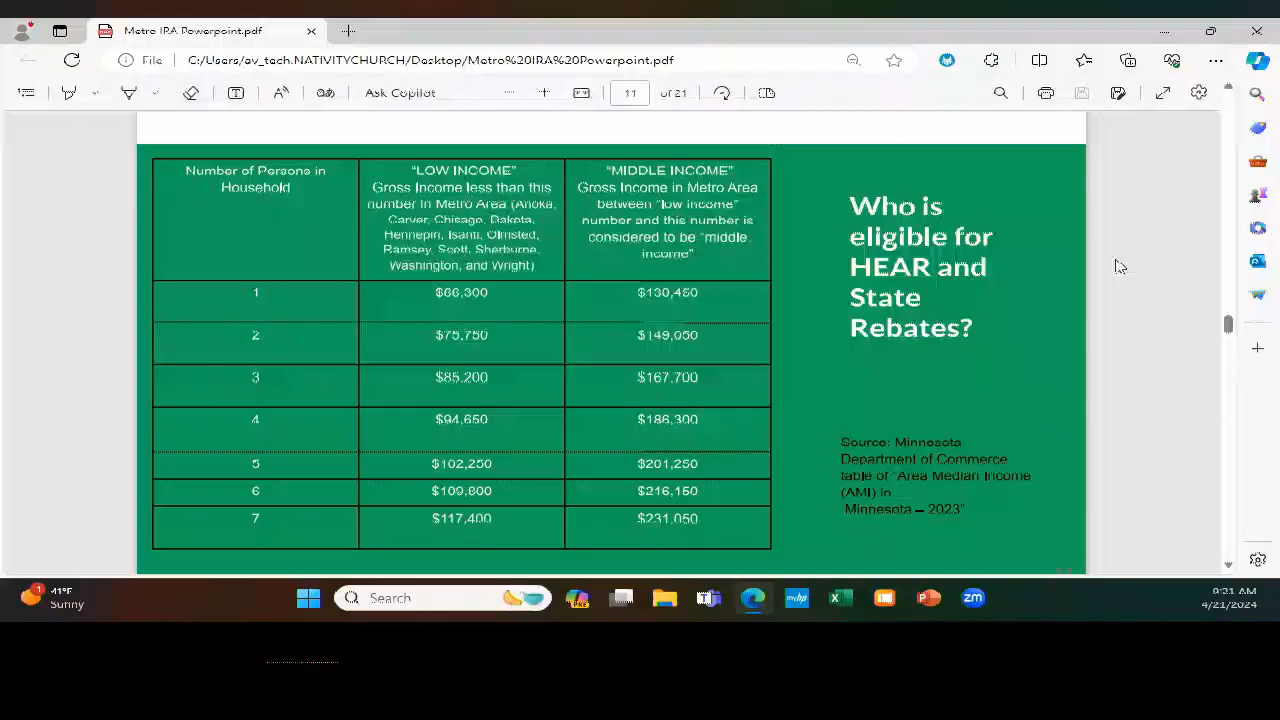 Metro IRA Powerpoint.pdf
File C:/Users/av_tech.NATIVITYCHURCH/Desktop/Metro%20IRA%20Powerpoint.pdf
Ask Copilot 11 of 21
Number of Persons in
Household
"LOW INCOME"
Gross Income less than this
number in Metro Area (Anoka,
Carver, Chisago, Dakota,
Hennepin, Isanti, Olmsted,
Ramsey, Scott, Sherburne,
Washington, and Wright)
"MIDDLE INCOME"
Gross Income in Metro Area
between "low income"
number and this number is
considered to be "middle
income"
1 $66,300 $130,450
2 $75,750 $149,050
3 $85,200 $167,700
4 $94,650 $186,300
5 $102,250 $201,250
6 $109,800 $216,150
7 $117,400 $231,050
Who is
eligible for
HEAR and
State
Rebates?
Source: Minnesota
Department of Commerce
table of "Area Median Income
(AMI) in
Minnesota – 2023"
1
41°F
Sunny
Search
PRE
myhp
zm
9:21 AM
4/21/2024